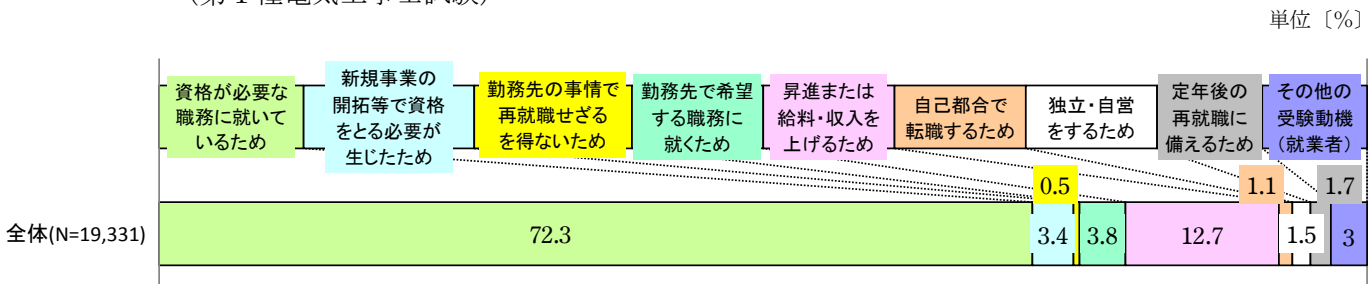 単位〔%〕
資格が必要な
職務に就いて
いるため
新規事業の
開拓等で資格
をとる必要が
生じたため
勤務先の事情で
再就職せざる
を得ないため
勤務先で希望
する職務に
就くため
昇進または
給料・収入を
上げるため
自己都合で
転職するため
独立・自営
をするため
定年後の
再就職に
備えるため
その他の
受験動機
(就業者)
0.5
1.1
1.7
全体(N=19,331)
72.3
3.4
3.8
12.7
1.5
3